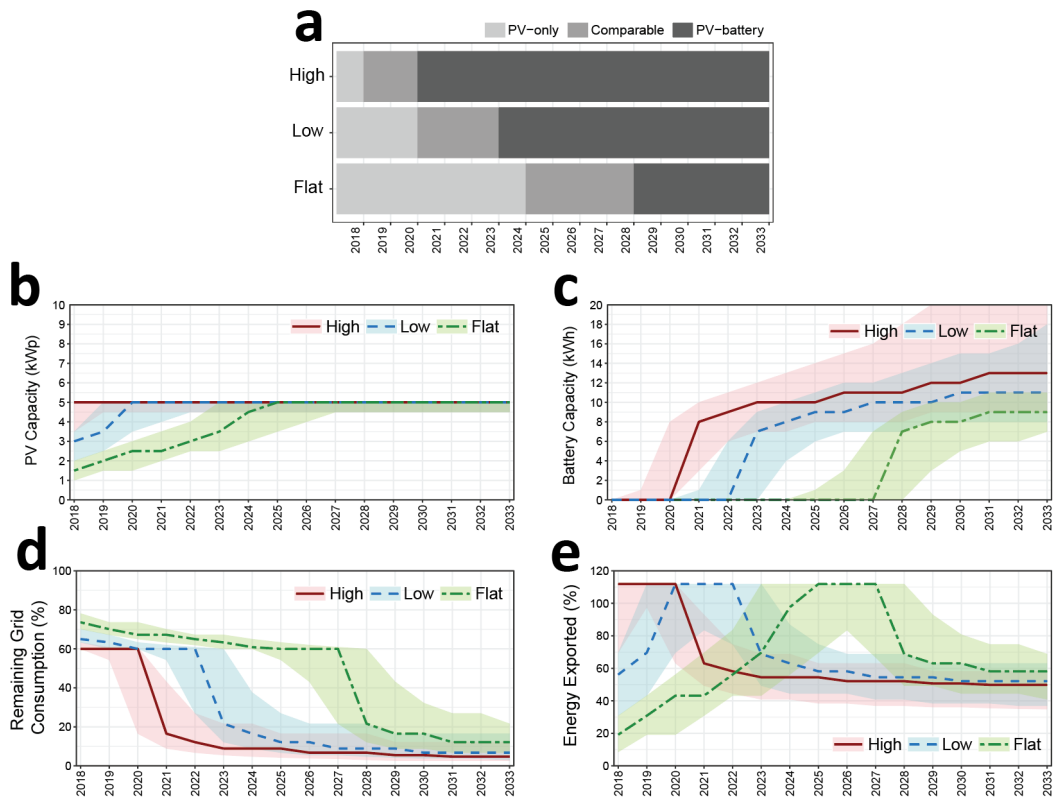 a
PV−only Comparable PV−battery
High
Low
Flat
2018 2019 2020 2021 2022 2023 2024 2025 2026 2027 2028 2029 2030 2031 2032 2033
b
PV Capacity (kWp)
10
9
8
7
6
5
4
3
2
1
0
High Low Flat
2018 2019 2020 2021 2022 2023 2024 2025 2026 2027 2028 2029 2030 2031 2032 2033
c
Battery Capacity (kWh)
20
18
16
14
12
10
8
6
4
2
0
High Low Flat
2018 2019 2020 2021 2022 2023 2024 2025 2026 2027 2028 2029 2030 2031 2032 2033
d
Remaining Grid
Consumption (%)
100
80
60
40
20
0
High Low Flat
2018 2019 2020 2021 2022 2023 2024 2025 2026 2027 2028 2029 2030 2031 2032 2033
e
Energy Exported (%)
120
100
80
60
40
20
0
High Low Flat
2018 2019 2020 2021 2022 2023 2024 2025 2026 2027 2028 2029 2030 2031 2032 2033